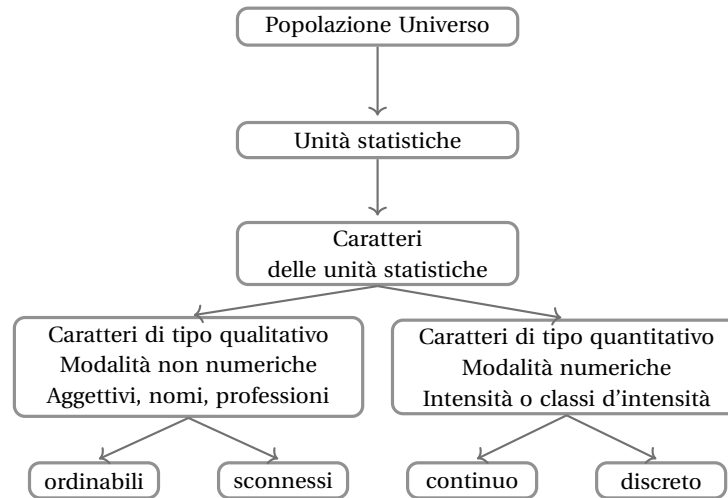 Popolazione Universo
Unità statistiche
Caratteri
delle unità statistiche
Caratteri di tipo qualitativo
Modalità non numeriche
Aggettivi, nomi, professioni
Caratteri di tipo quantitativo
Modalità numeriche
Intensità o classi d'intensità
ordinabili
sconnessi
continuo
discreto